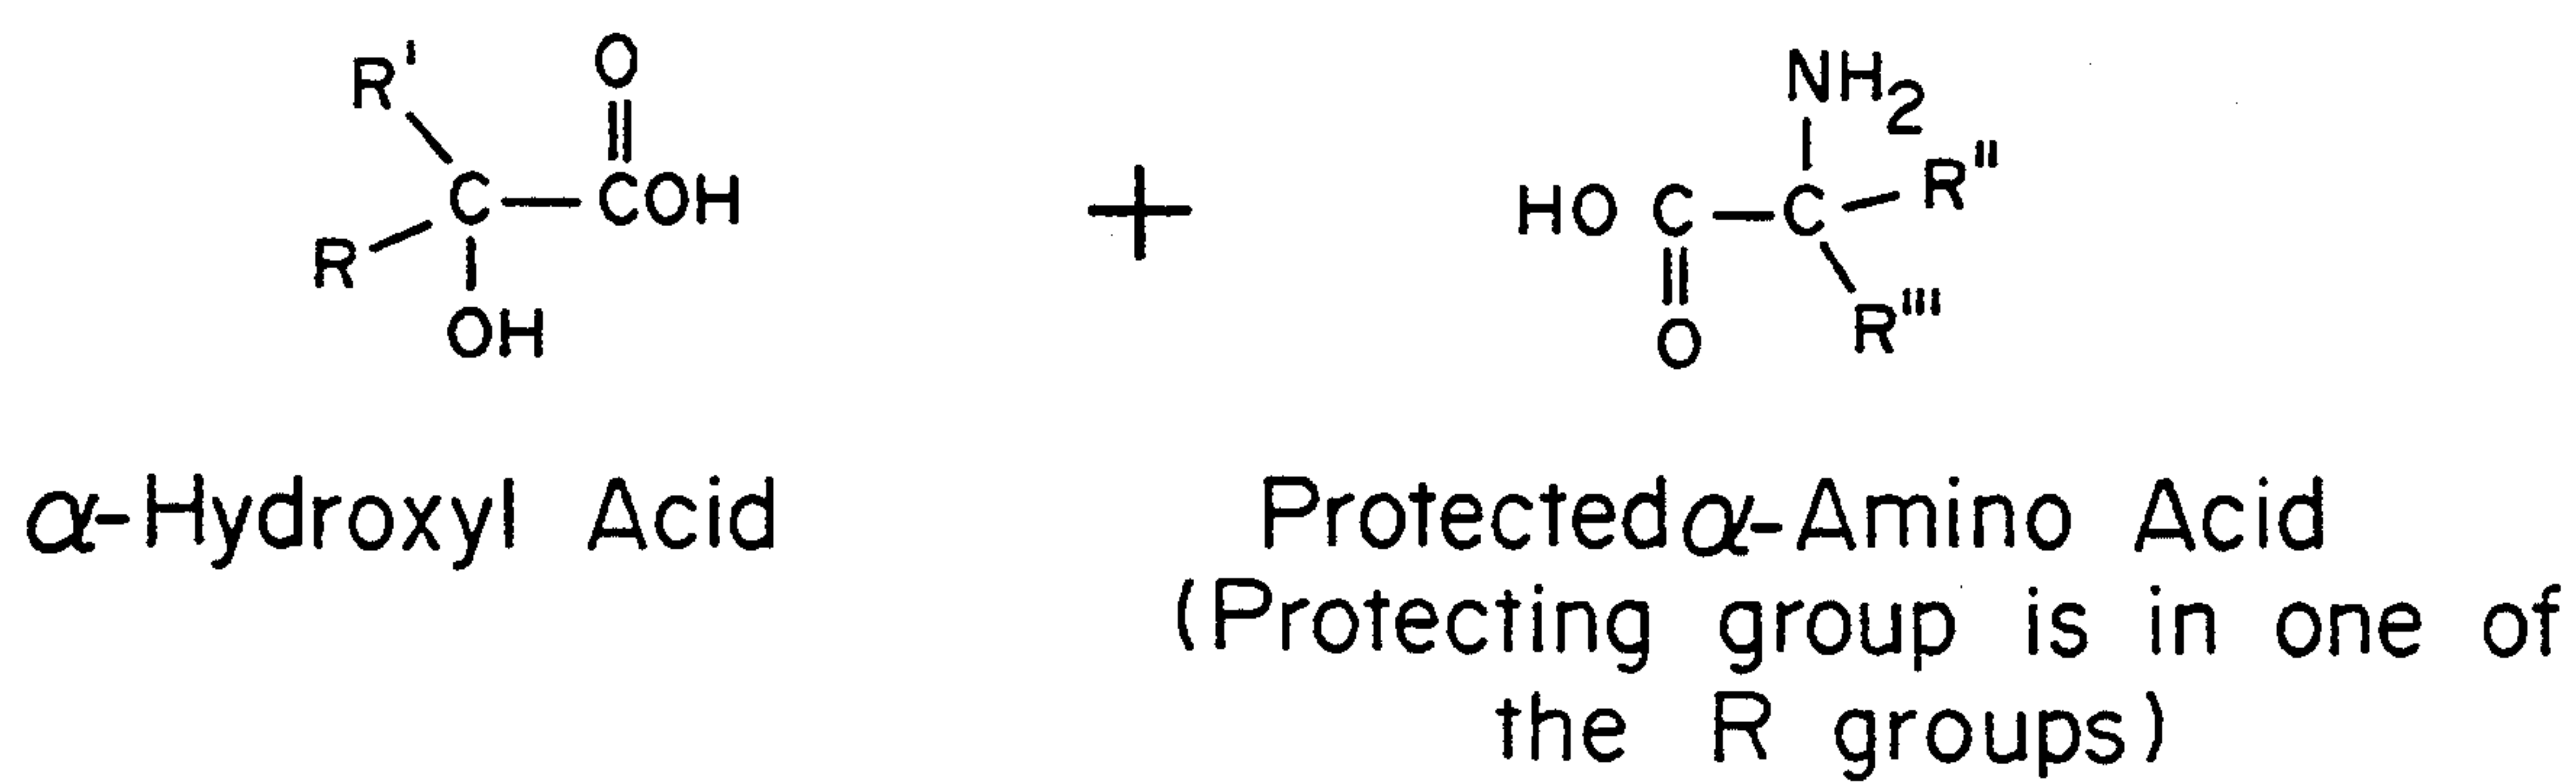 R' O
C COH
R
OH
+
NH2
HO C C R"
O R'''
α-Hydroxyl Acid
Protected α-Amino Acid
(Protecting group is in one of
the R groups)